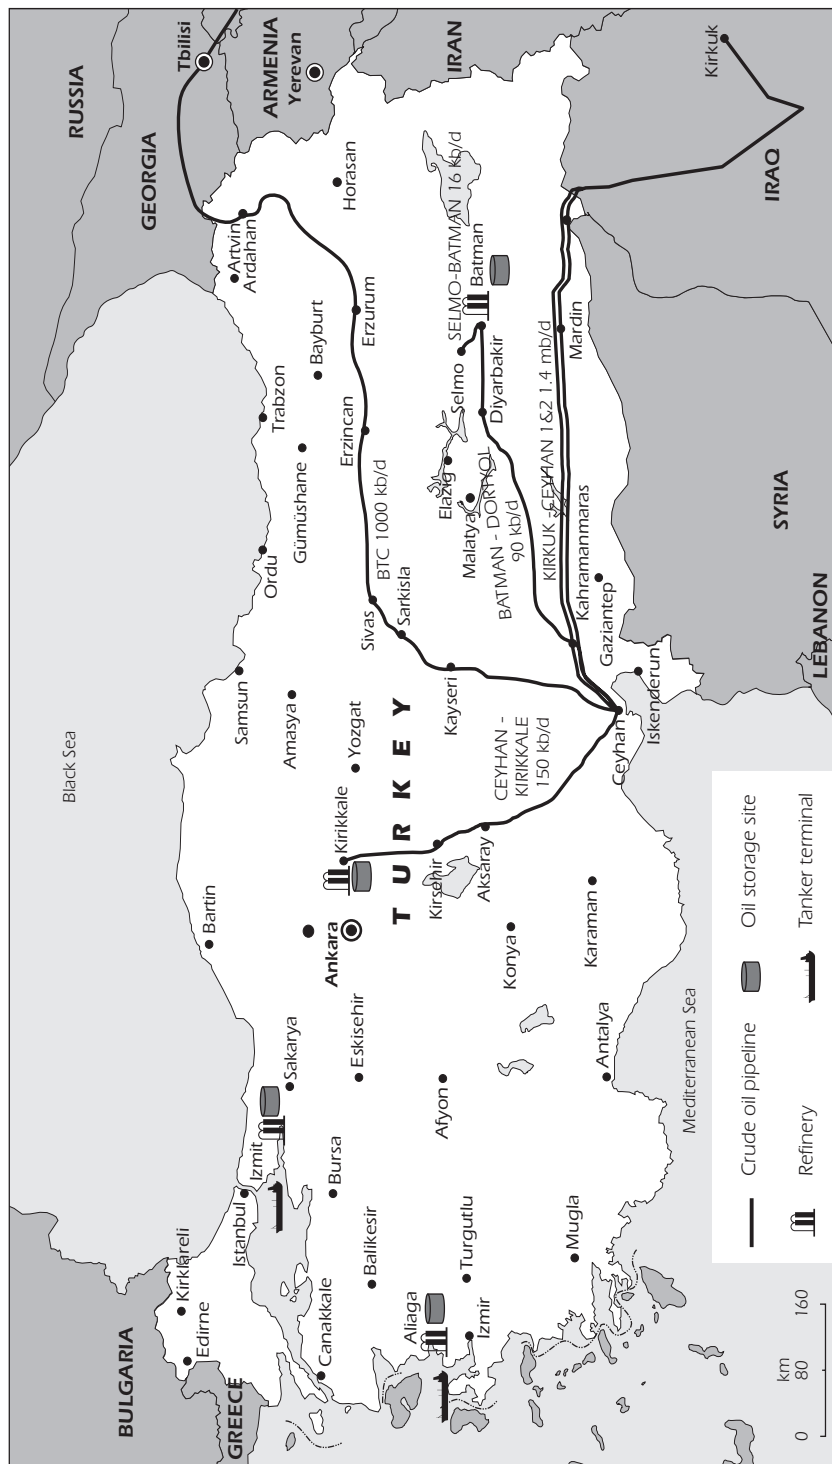 RUSSIA
GEORGIA
Tbilisi
ARMENIA
Yerevan
IRAN
IRAQ
Kirkuk
SYRIA
LEBANON
BULGARIA
GREECE
Black Sea
Mediterranean Sea
T U R K E Y
Kirklareli
Edirne
Istanbul
Izmit
Sakarya
Canakkale
Bursa
Balikesir
Eskisehir
Ankara
Bartin
Aliaga
Izmir
Turgutlu
Afyon
Mugla
Antalya
Konya
Karaman
Kirikkale
Kirsehir
Aksaray
CEYHAN -
KIRIKKALE
150 kb/d
Yozgat
Amasya
Samsun
Ordu
Kayseri
Sarkisla
Sivas
BTC 1000 kb/d
Erzincan
Erzurum
Gümüshane
Trabzon
Bayburt
Artvin
Ardahan
Horasan
Elazig
Malatya
Selmo
Batman
SELMO-BATMAN 16 kb/d
Diyarbakir
BATMAN - DORTYOL
90 kb/d
KIRKUK -CEYHAN 1&2 1.4 mb/d
Mardin
Kahramanmaras
Gaziantep
Ceyhan
Iskenderun
km
0 80 160
Crude oil pipeline
Oil storage site
Refinery
Tanker terminal